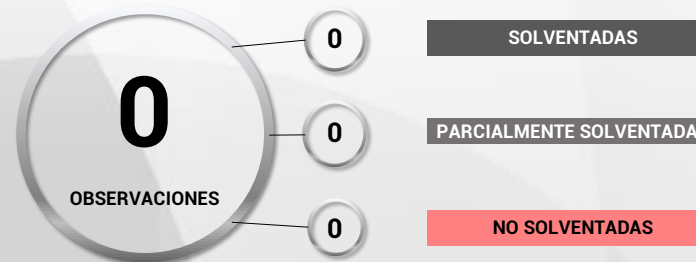 0
OBSERVACIONES
0
SOLVENTADAS
0
PARCIALMENTE SOLVENTADA
0
NO SOLVENTADAS